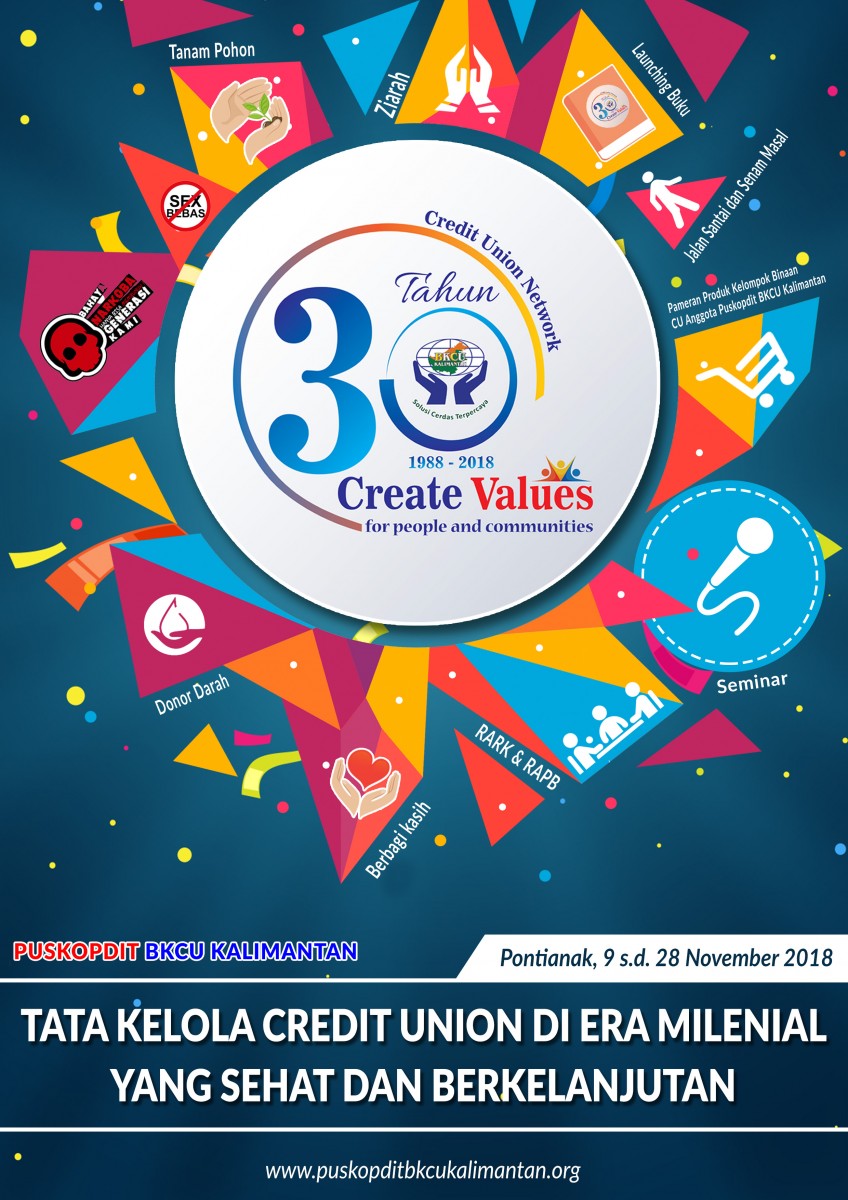 Tanam Pohon
Ziarah
Launching Buku
Jalan Santai dan Senam Masal
Pameran Produk Kelompok Binaan
CU Anggota Puskopdit BKCU Kalimantan
SEX
BEBAS
BAHAYA
NARKOBA
GENERASI
KAMI
Credit Union Network
30
Tahun
BKCU
KALIMANTAN
Solusi Cerdas Terpercaya
1988 - 2018
Create Values
for people and communities
Seminar
Donor Darah
RARK & RAPB
Berbagi kasih
PUSKOPDIT BKCU KALIMANTAN
Pontianak, 9 s.d. 28 November 2018
TATA KELOLA CREDIT UNION DI ERA MILENIAL
YANG SEHAT DAN BERKELANJUTAN
www.puskopditbkcukalimantan.org